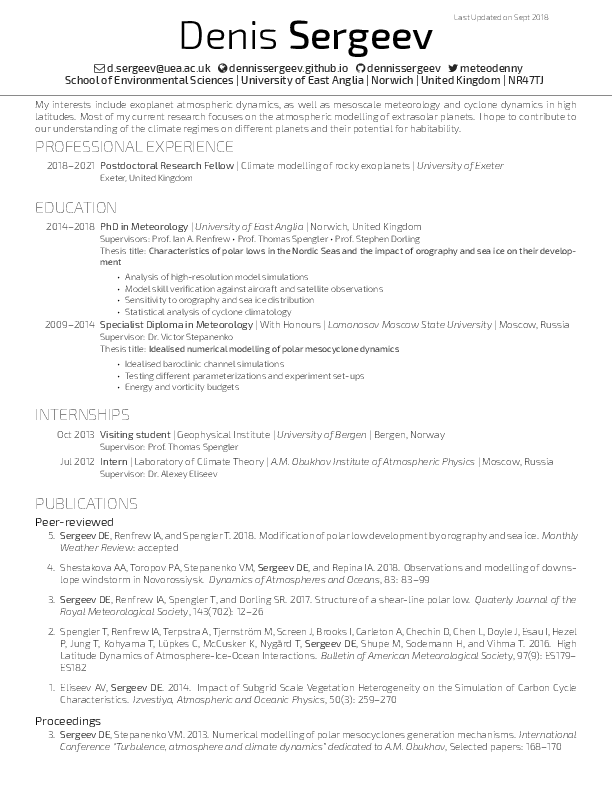 Last Updated on Sept 2018
Denis Sergeev
d.sergeev@uea.ac.uk dennissergeev.github.io dennissergeev meteodenny
School of Environmental Sciences | University of East Anglia | Norwich | United Kingdom | NR47TJ
My interests include exoplanet atmospheric dynamics, as well as mesoscale meteorology and cyclone dynamics in high
latitudes. Most of my current research focuses on the atmospheric modelling of extrasolar planets. I hope to contribute to
our understanding of the climate regimes on different planets and their potential for habitability.
PROFESSIONAL EXPERIENCE
2018–2021 Postdoctoral Research Fellow | Climate modelling of rocky exoplanets | University of Exeter
Exeter, United Kingdom
EDUCATION
2014–2018 PhD in Meteorology | University of East Anglia | Norwich, United Kingdom
Supervisors: Prof. Ian A. Renfrew • Prof. Thomas Spengler • Prof. Stephen Dorling
Thesis title: Characteristics of polar lows in the Nordic Seas and the impact of orography and sea ice on their develop-
ment
• Analysis of high-resolution model simulations
• Model skill verification against aircraft and satellite observations
• Sensitivity to orography and sea ice distribution
• Statistical analysis of cyclone climatology
2009–2014 Specialist Diploma in Meteorology | With Honours | Lomonosov Moscow State University | Moscow, Russia
Supervisor: Dr. Victor Stepanenko
Thesis title: Idealised numerical modelling of polar mesocyclone dynamics
• Idealised baroclinic channel simulations
• Testing different parameterizations and experiment set-ups
• Energy and vorticity budgets
INTERNSHIPS
Oct 2013 Visiting student | Geophysical Institute | University of Bergen | Bergen, Norway
Supervisor: Prof. Thomas Spengler
Jul 2012 Intern | Laboratory of Climate Theory | A.M. Obukhov Institute of Atmospheric Physics | Moscow, Russia
Supervisor: Dr. Alexey Eliseev
PUBLICATIONS
Peer-reviewed
5. Sergeev DE, Renfrew IA, and Spengler T. 2018. Modification of polar low development by orography and sea ice. Monthly
Weather Review: accepted
4. Shestakova AA, Toropov PA, Stepanenko VM, Sergeev DE, and Repina IA. 2018. Observations and modelling of downs-
lope windstorm in Novorossiysk. Dynamics of Atmospheres and Oceans, 83: 83–99
3. Sergeev DE, Renfrew IA, Spengler T, and Dorling SR. 2017. Structure of a shear-line polar low. Quaterly Journal of the
Royal Meteorological Society, 143(702): 12–26
2. Spengler T, Renfrew IA, Terpstra A, Tjernström M, Screen J, Brooks I, Carleton A, Chechin D, Chen L, Doyle J, Esau I, Hezel
P, Jung T, Kohyama T, Lüpkes C, McCusker K, Nygård T, Sergeev DE, Shupe M, Sodemann H, and Vihma T. 2016. High
Latitude Dynamics of Atmosphere-Ice-Ocean Interactions. Bulletin of American Meteorological Society, 97(9): ES179–
ES182
1. Eliseev AV, Sergeev DE. 2014. Impact of Subgrid Scale Vegetation Heterogeneity on the Simulation of Carbon Cycle
Characteristics. Izvestiya, Atmospheric and Oceanic Physics, 50(3): 259–270
Proceedings
3. Sergeev DE, Stepanenko VM. 2013. Numerical modelling of polar mesocyclones generation mechanisms. International
Conference "Turbulence, atmosphere and climate dynamics" dedicated to A.M. Obukhov, Selected papers: 168–170